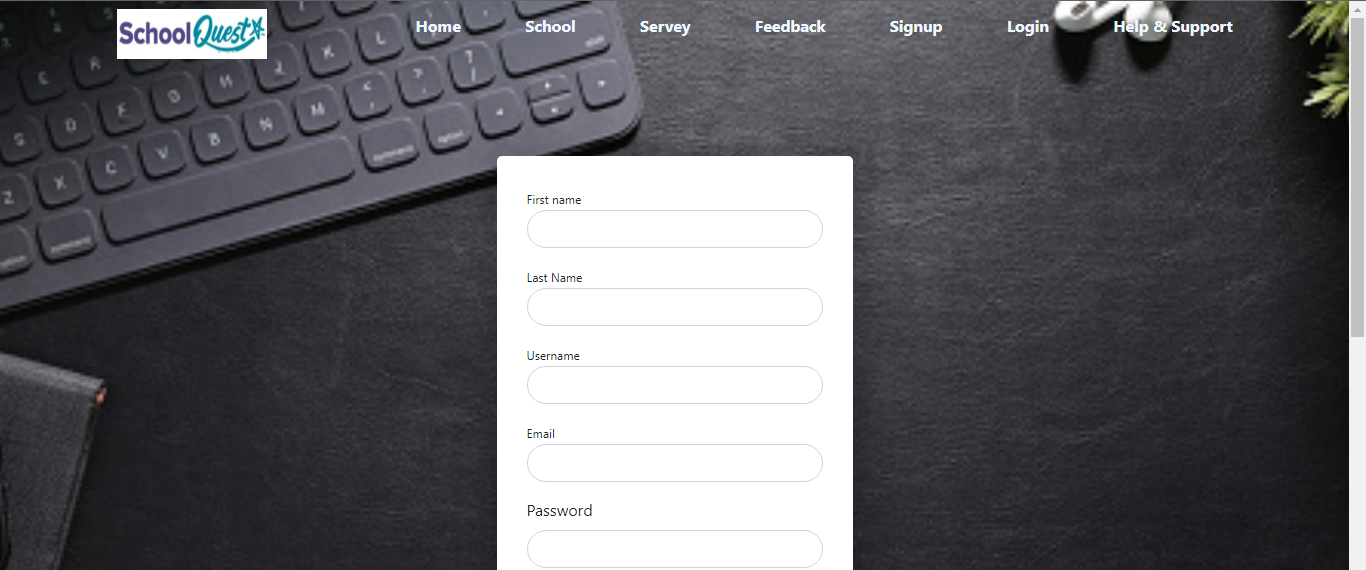 SchoolQuest
Home School Servey Feedback Signup Login Help & Support
First name
Last Name
Username
Email
Password